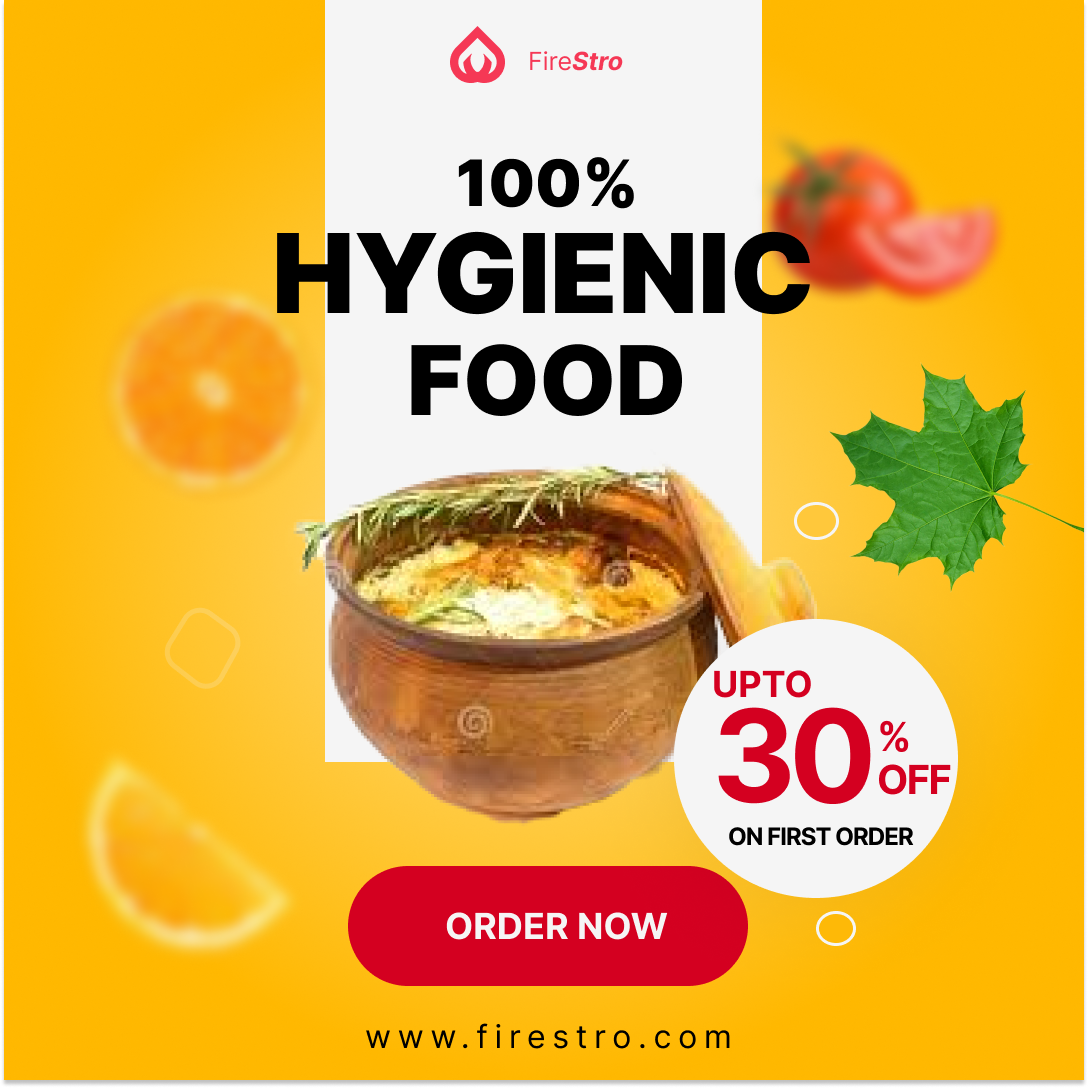 FireStro
100%
HYGIENIC
FOOD
UPTO
30% OFF
ON FIRST ORDER
ORDER NOW
www.firestro.com